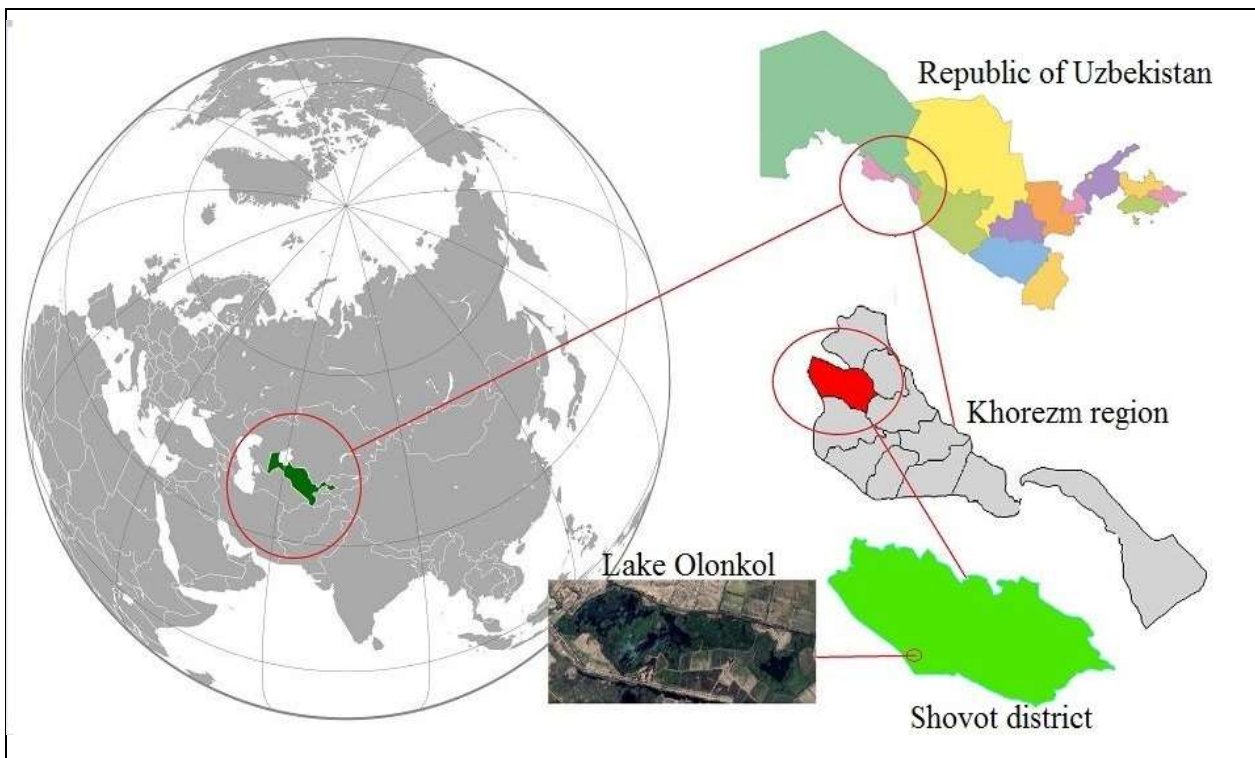 Republic of Uzbekistan
Khorezm region
Lake Olonkol
Shovot district